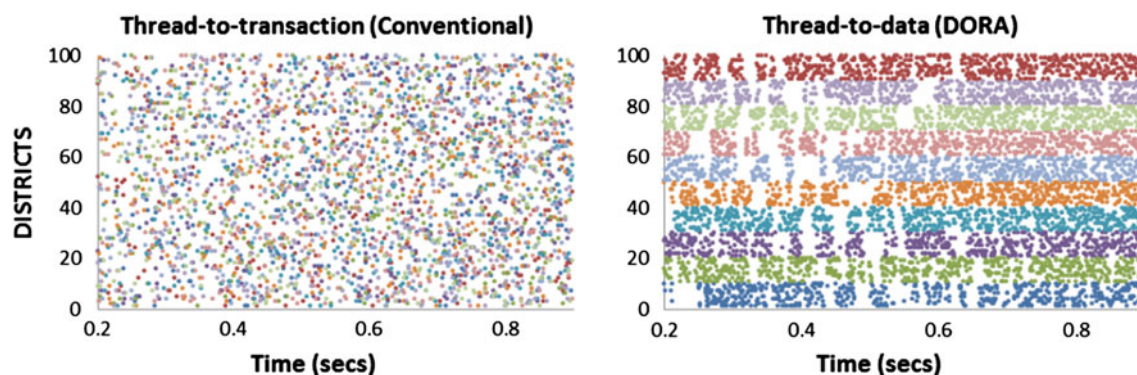 Thread-to-transaction (Conventional)
DISTRICTS
100
80
60
40
20
0
0.2 0.4 0.6 0.8
Time (secs)
Thread-to-data (DORA)
100
80
60
40
20
0
0.2 0.4 0.6 0.8
Time (secs)